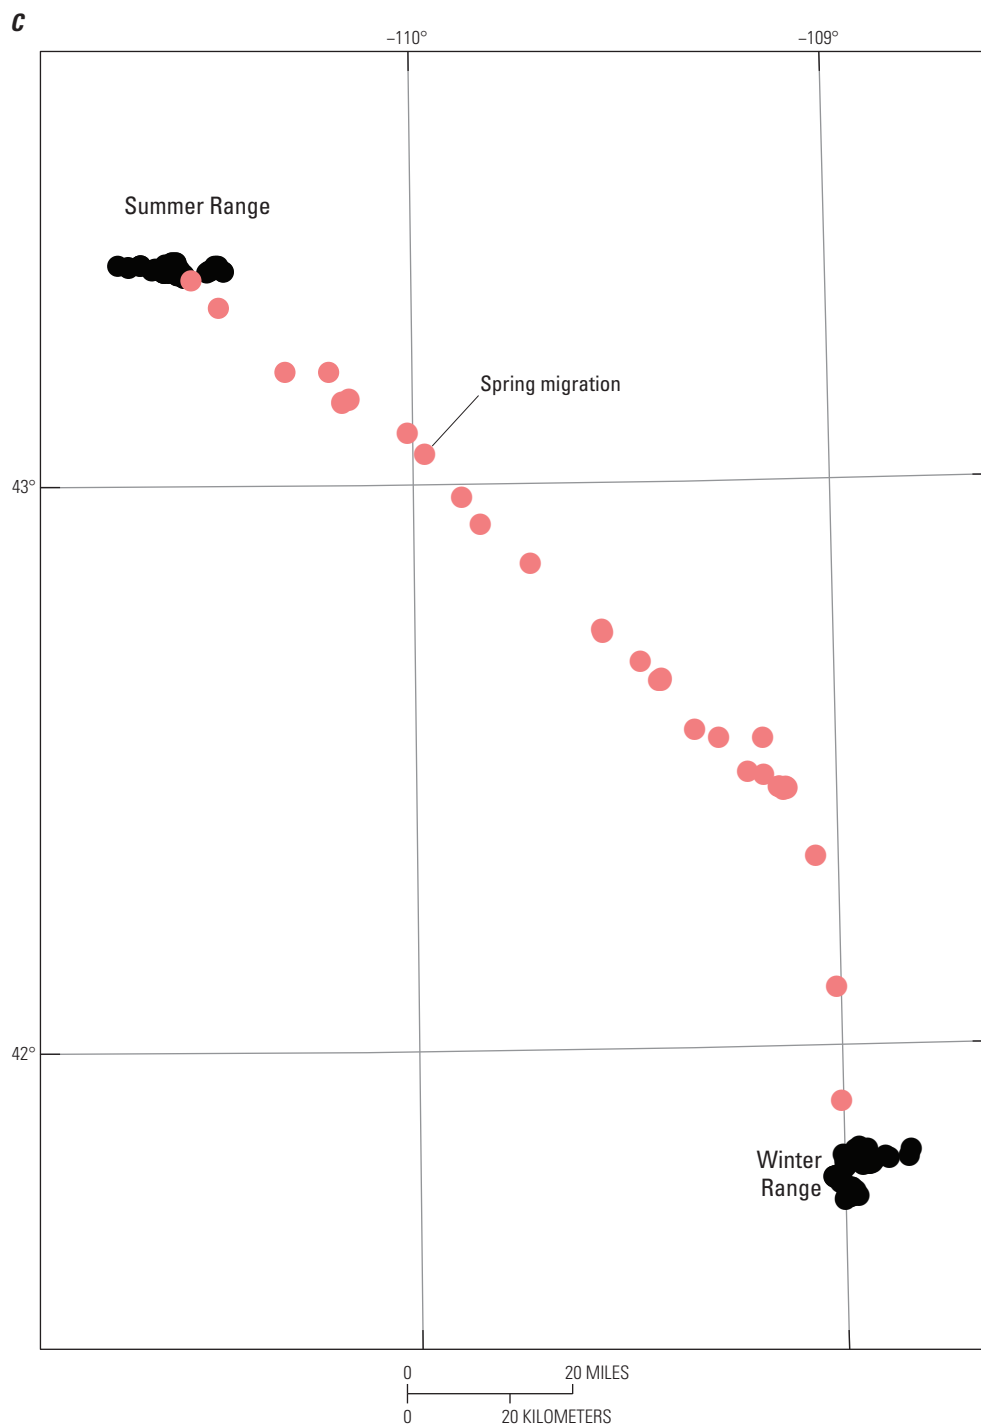 C
–110°
–109°
Summer Range
Spring migration
43°
42°
Winter
Range
0
20 MILES
0
20 KILOMETERS